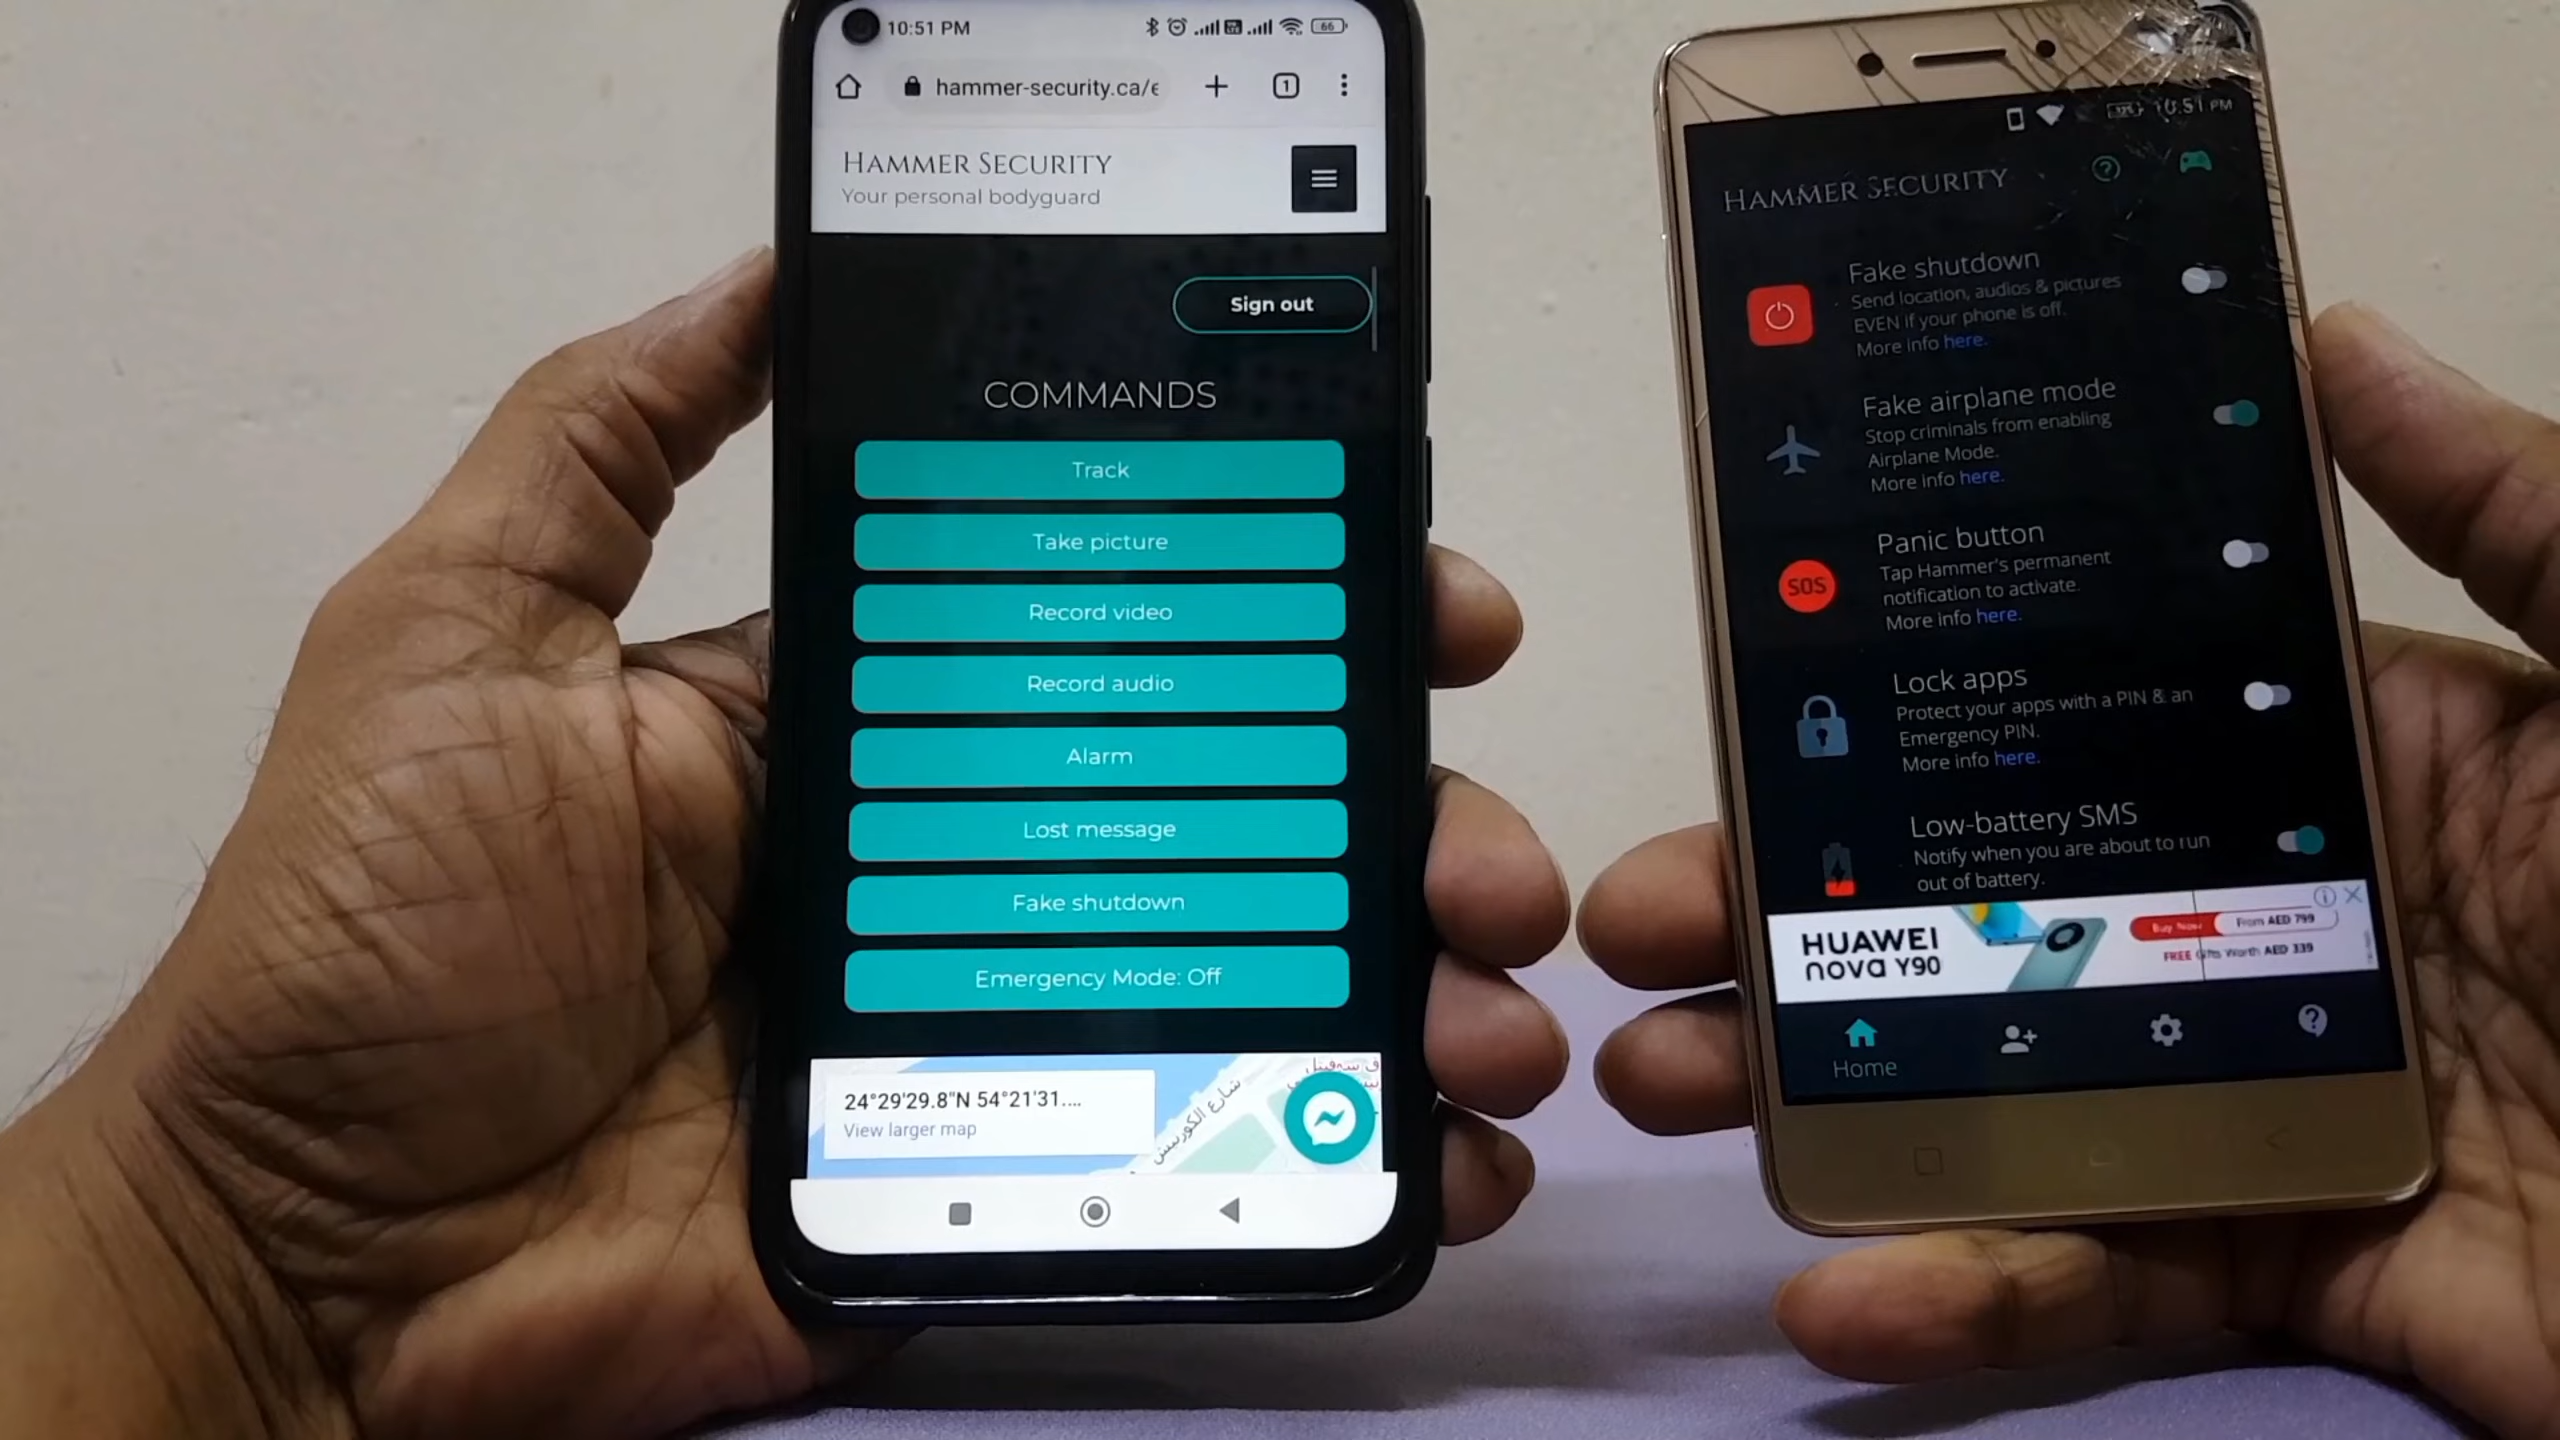 10:51 PM
66
hammer-security.ca/e
1
HAMMER SECURITY
Your personal bodyguard
Sign out
COMMANDS
Track
Take picture
Record video
Record audio
Alarm
Lost message
Fake shutdown
Emergency Mode: Off
24°29'29.8"N 54°21'31....
View larger map
شارع الكورنيش
10:51 PM
HAMMER SECURITY
Fake shutdown
Send location, audios & pictures
EVEN if your phone is off.
More info here.
Fake airplane mode
Stop criminals from enabling
Airplane Mode.
More info here.
SOS
Panic button
Tap Hammer's permanent
notification to activate.
More info here.
Lock apps
Protect your apps with a PIN & an
Emergency PIN.
More info here.
Low-battery SMS
Notify when you are about to run
out of battery.
HUAWEI
nova Y90
Buy Now
From AED 799
FREE Gifts Worth AED 339
Home